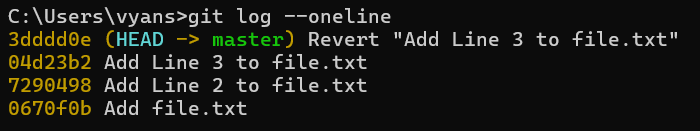 C:\Users\vyans>git log --oneline
3dddd0e (HEAD -> master) Revert "Add Line 3 to file.txt"
04d23b2 Add Line 3 to file.txt
7290498 Add Line 2 to file.txt
0670f0b Add file.txt